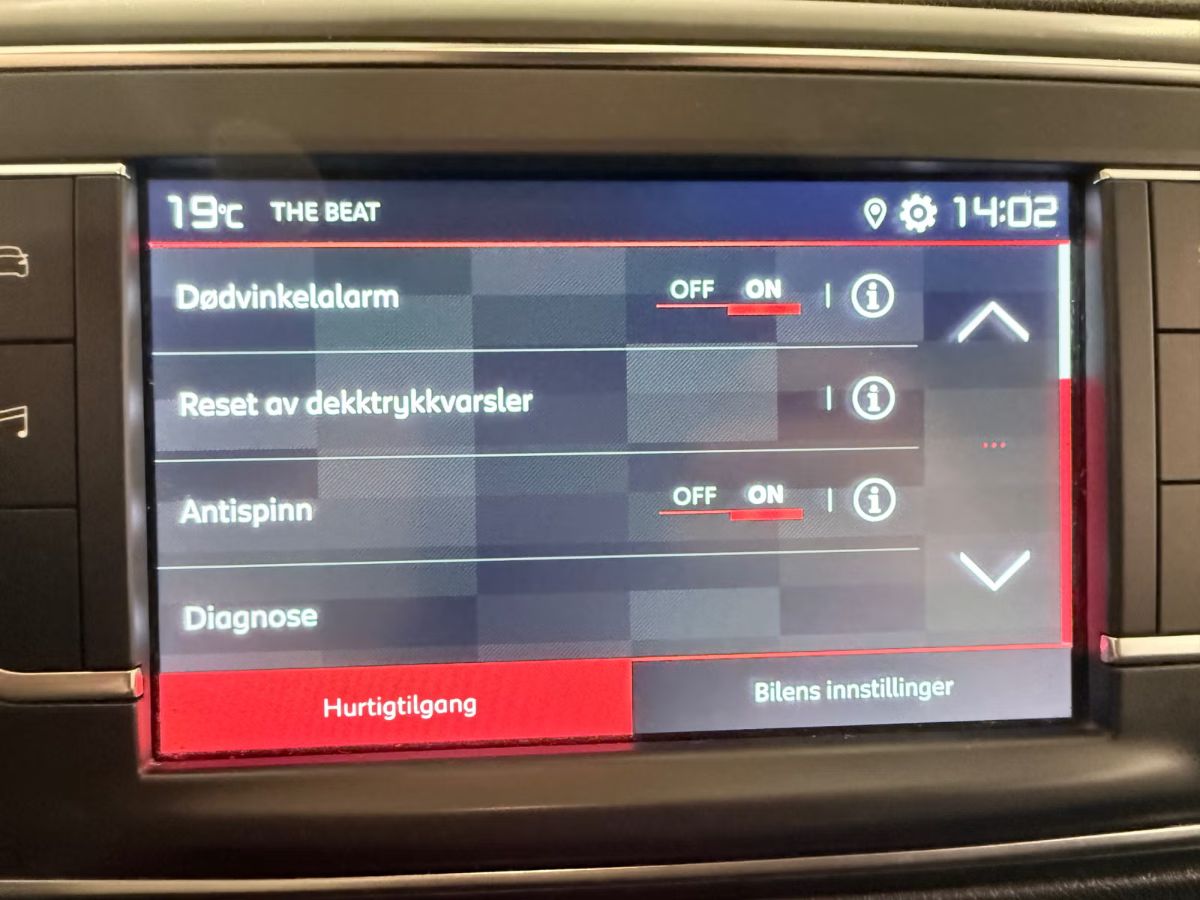 19°C THE BEAT 14:02
Dødvinkelalarm OFF ON
Reset av dekktrykkvarsler
Antispinn OFF ON
Diagnose
Hurtigtilgang Bilens innstillinger